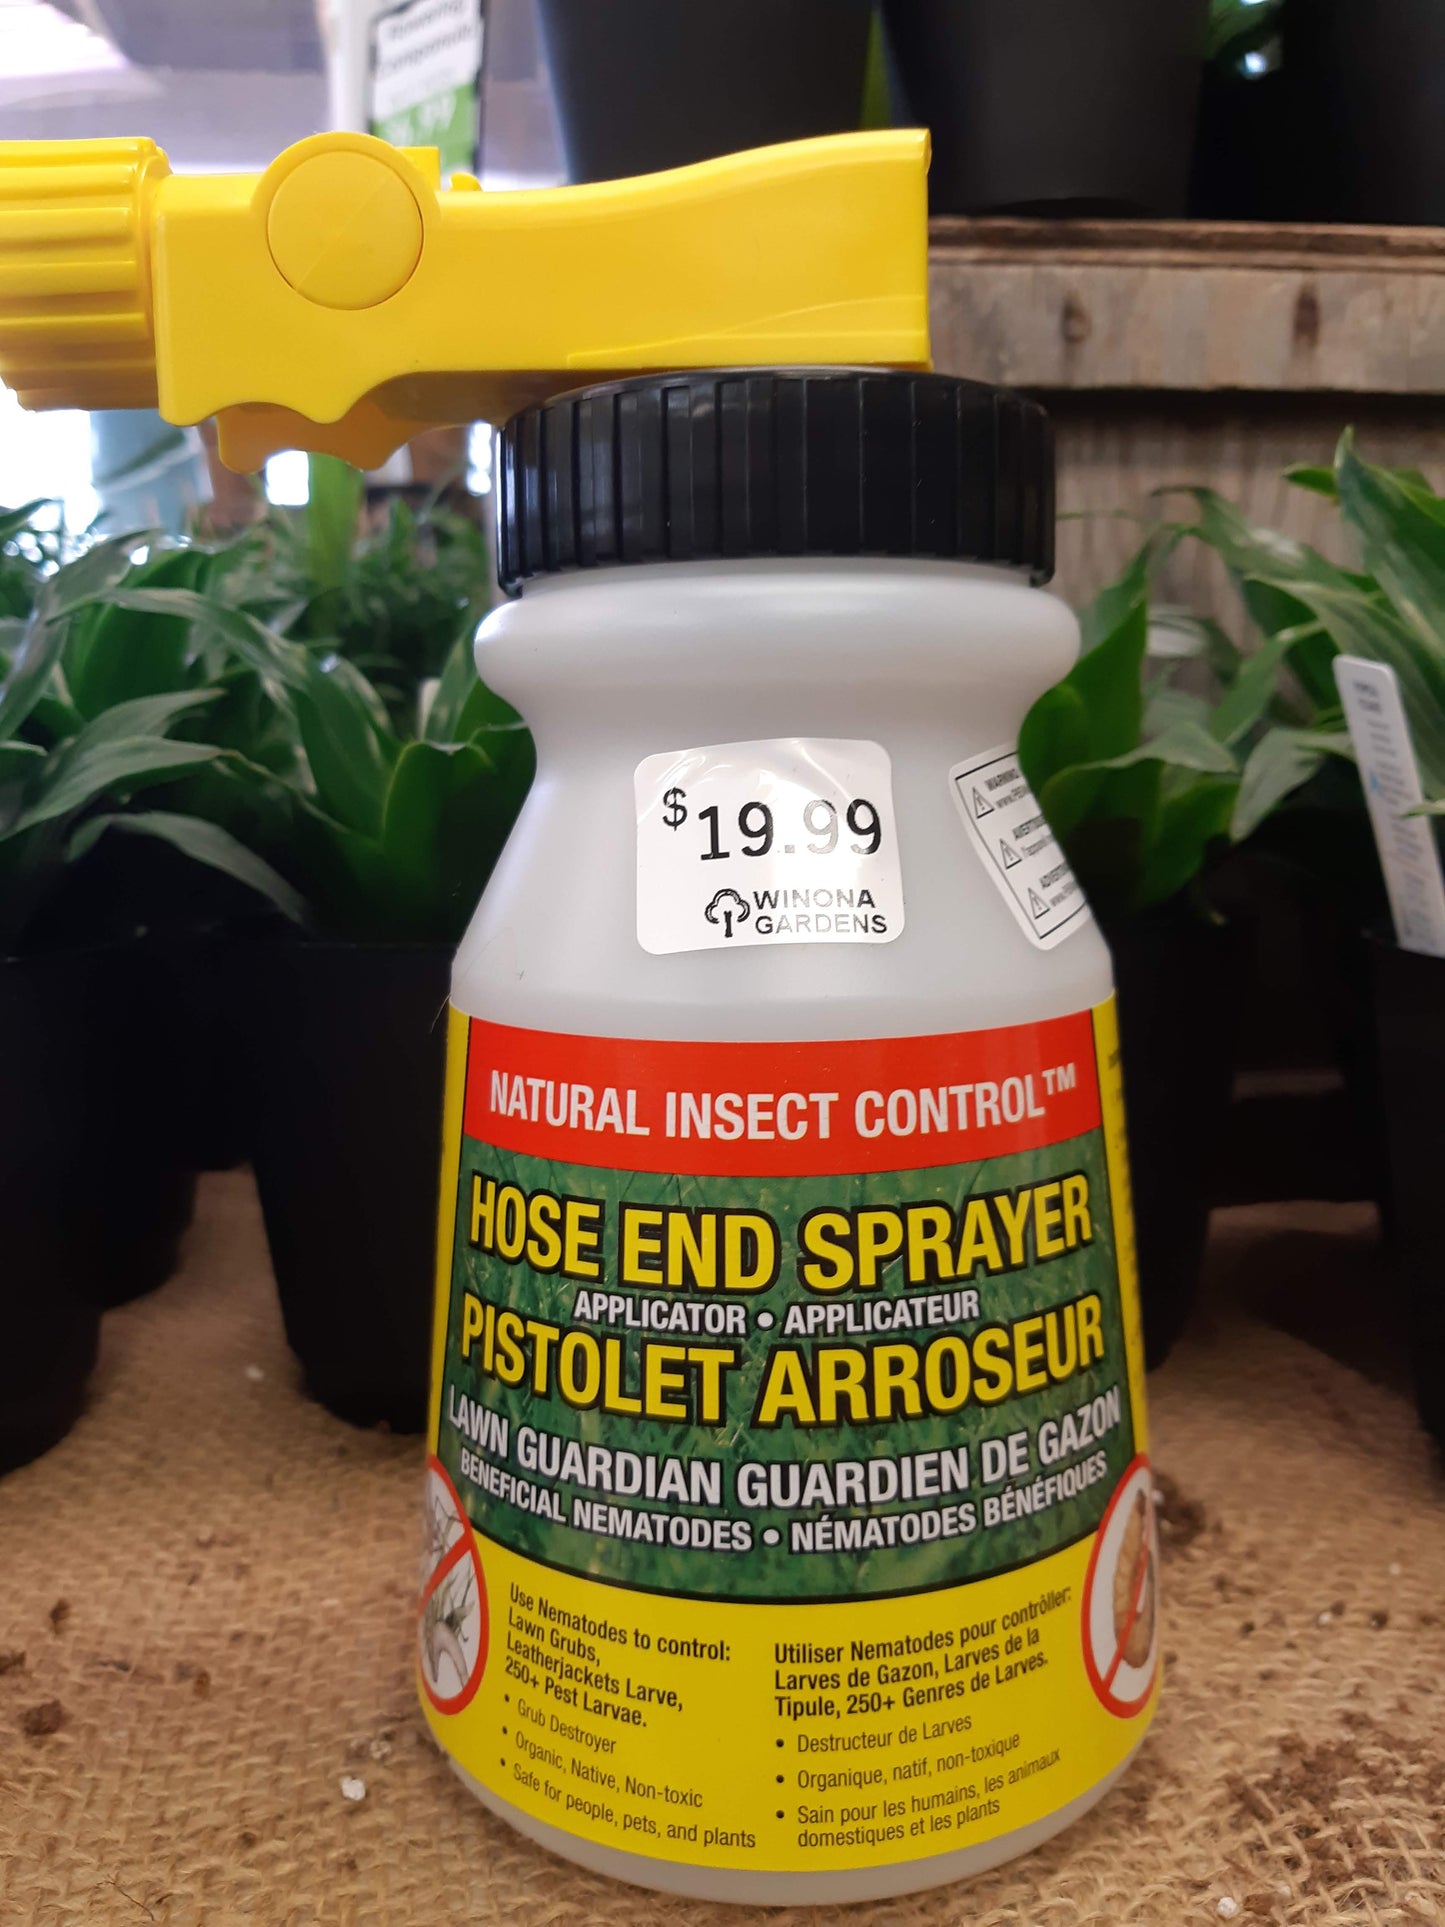 $19.99
WINONA
GARDENS
WARNING
NATURAL INSECT CONTROL™
HOSE END SPRAYER
APPLICATOR • APPLICATEUR
PISTOLET ARROSEUR
LAWN GUARDIAN GUARDIEN DE GAZON
BENEFICIAL NEMATODES • NÉMATODES BÉNÉFIQUES
Use Nematodes to control:
Lawn Grubs,
Leatherjackets Larve,
250+ Pest Larvae.
• Grub Destroyer
• Organic, Native, Non-toxic
• Safe for people, pets, and plants
Utiliser Nematodes pour contrôller:
Larves de Gazon, Larves de la
Tipule, 250+ Genres de Larves.
• Destructeur de Larves
• Organique, natif, non-toxique
• Sain pour les humains, les animaux
domestiques et les plants